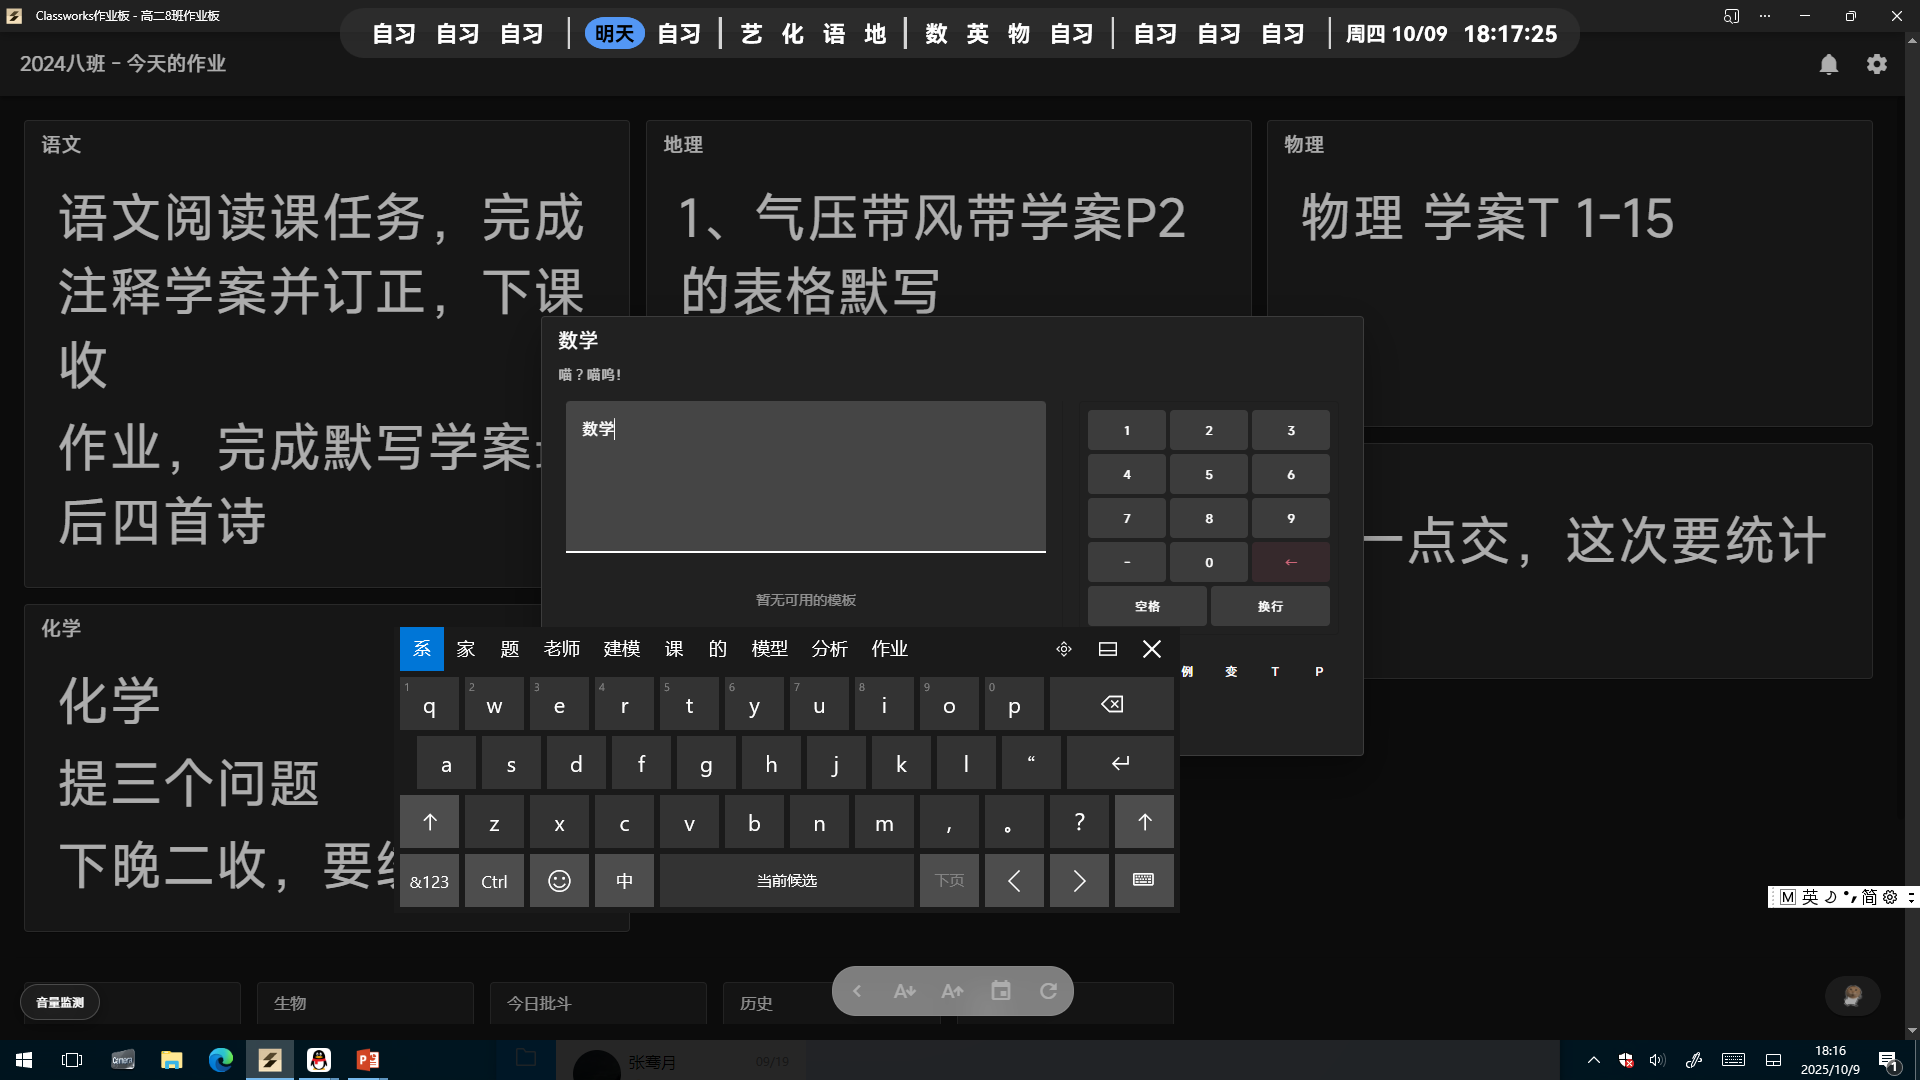 Classworks作业板 - 高二8班作业板
自习 自习 自习 | 明天 自习 | 艺 化 语 地 | 数 英 物 自习 | 自习 自习 自习 | 周四 10/09 18:17:25
2024八班 - 今天的作业
语文
语文阅读课任务，完成
注释学案并订正，下课
收
作业，完成默写学案
后四首诗
地理
1、气压带风带学案P2
的表格默写
物理
物理 学案T 1-15
一点交，这次要统计
数学
喵？喵呜！
数学
暂无可用的模板
1 2 3
4 5 6
7 8 9
- 0 ←
空格 换行
例 变 T P
化学
化学
提三个问题
下晚二收，要
系 家 题 老师 建模 课 的 模型 分析 作业
1 2 3 4 5 6 7 8 9 0
q w e r t y u i o p
a s d f g h j k l “
z x c v b n m , 。 ?
&123 Ctrl 中 当前候选 下页
M 英 简
音量监测
生物
今日批斗
历史
A A
张骞月 09/19
18:16
2025/10/9
1